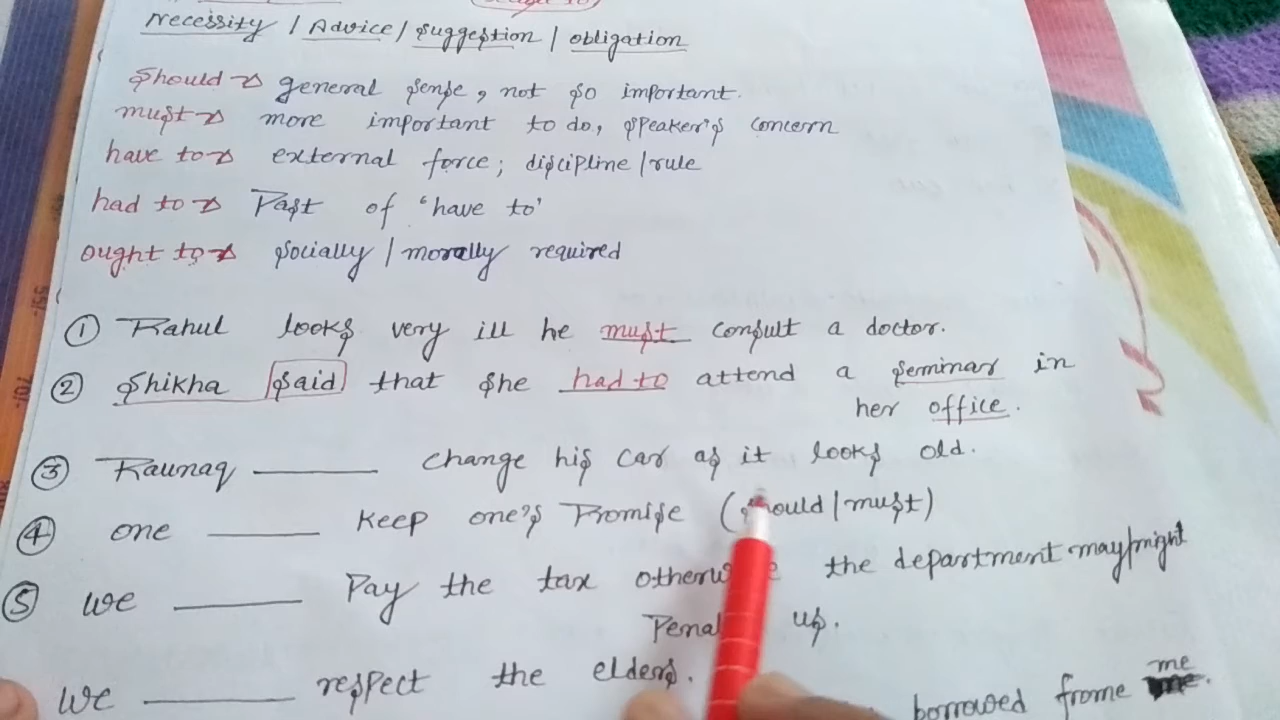 Necessity / Advice / suggestion / obligation
should → general sense, not so important.
must → more important to do, speaker's concern
have to → external force; discipline / rule
had to → Past of 'have to'
ought to → socially / morally required
① Rahul looks very ill he must consult a doctor.
② Shikha said that she had to attend a seminar in
her office.
③ Raunaq ______ change his car as it looks old.
④ one ______ keep one's Promise (should / must)
⑤ we ______ Pay the tax the department may/might
us.
we ______ respect the elders.
borrowed frome me.
55/-
70/-